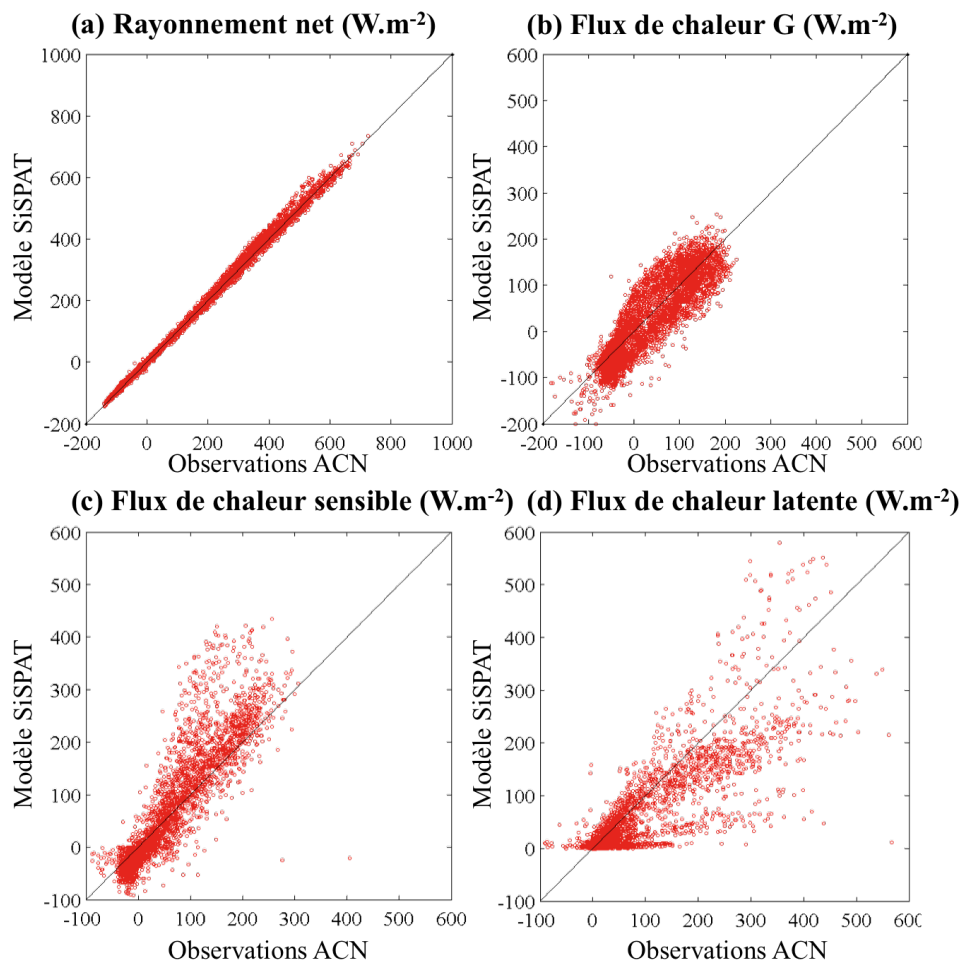 (a) Rayonnement net (W.m-2)
1000
800
600
400
200
0
-200
-200 0 200 400 600 800 1000
Modèle SiSPAT
Observations ACN
(b) Flux de chaleur G (W.m-2)
600
500
400
300
200
100
0
-100
-200
-200 -100 0 100 200 300 400 500 600
Modèle SiSPAT
Observations ACN
(c) Flux de chaleur sensible (W.m-2)
600
500
400
300
200
100
0
-100
-100 0 100 200 300 400 500 600
Modèle SiSPAT
Observations ACN
(d) Flux de chaleur latente (W.m-2)
600
500
400
300
200
100
0
-100
-100 0 100 200 300 400 500 600
Modèle SiSPAT
Observations ACN